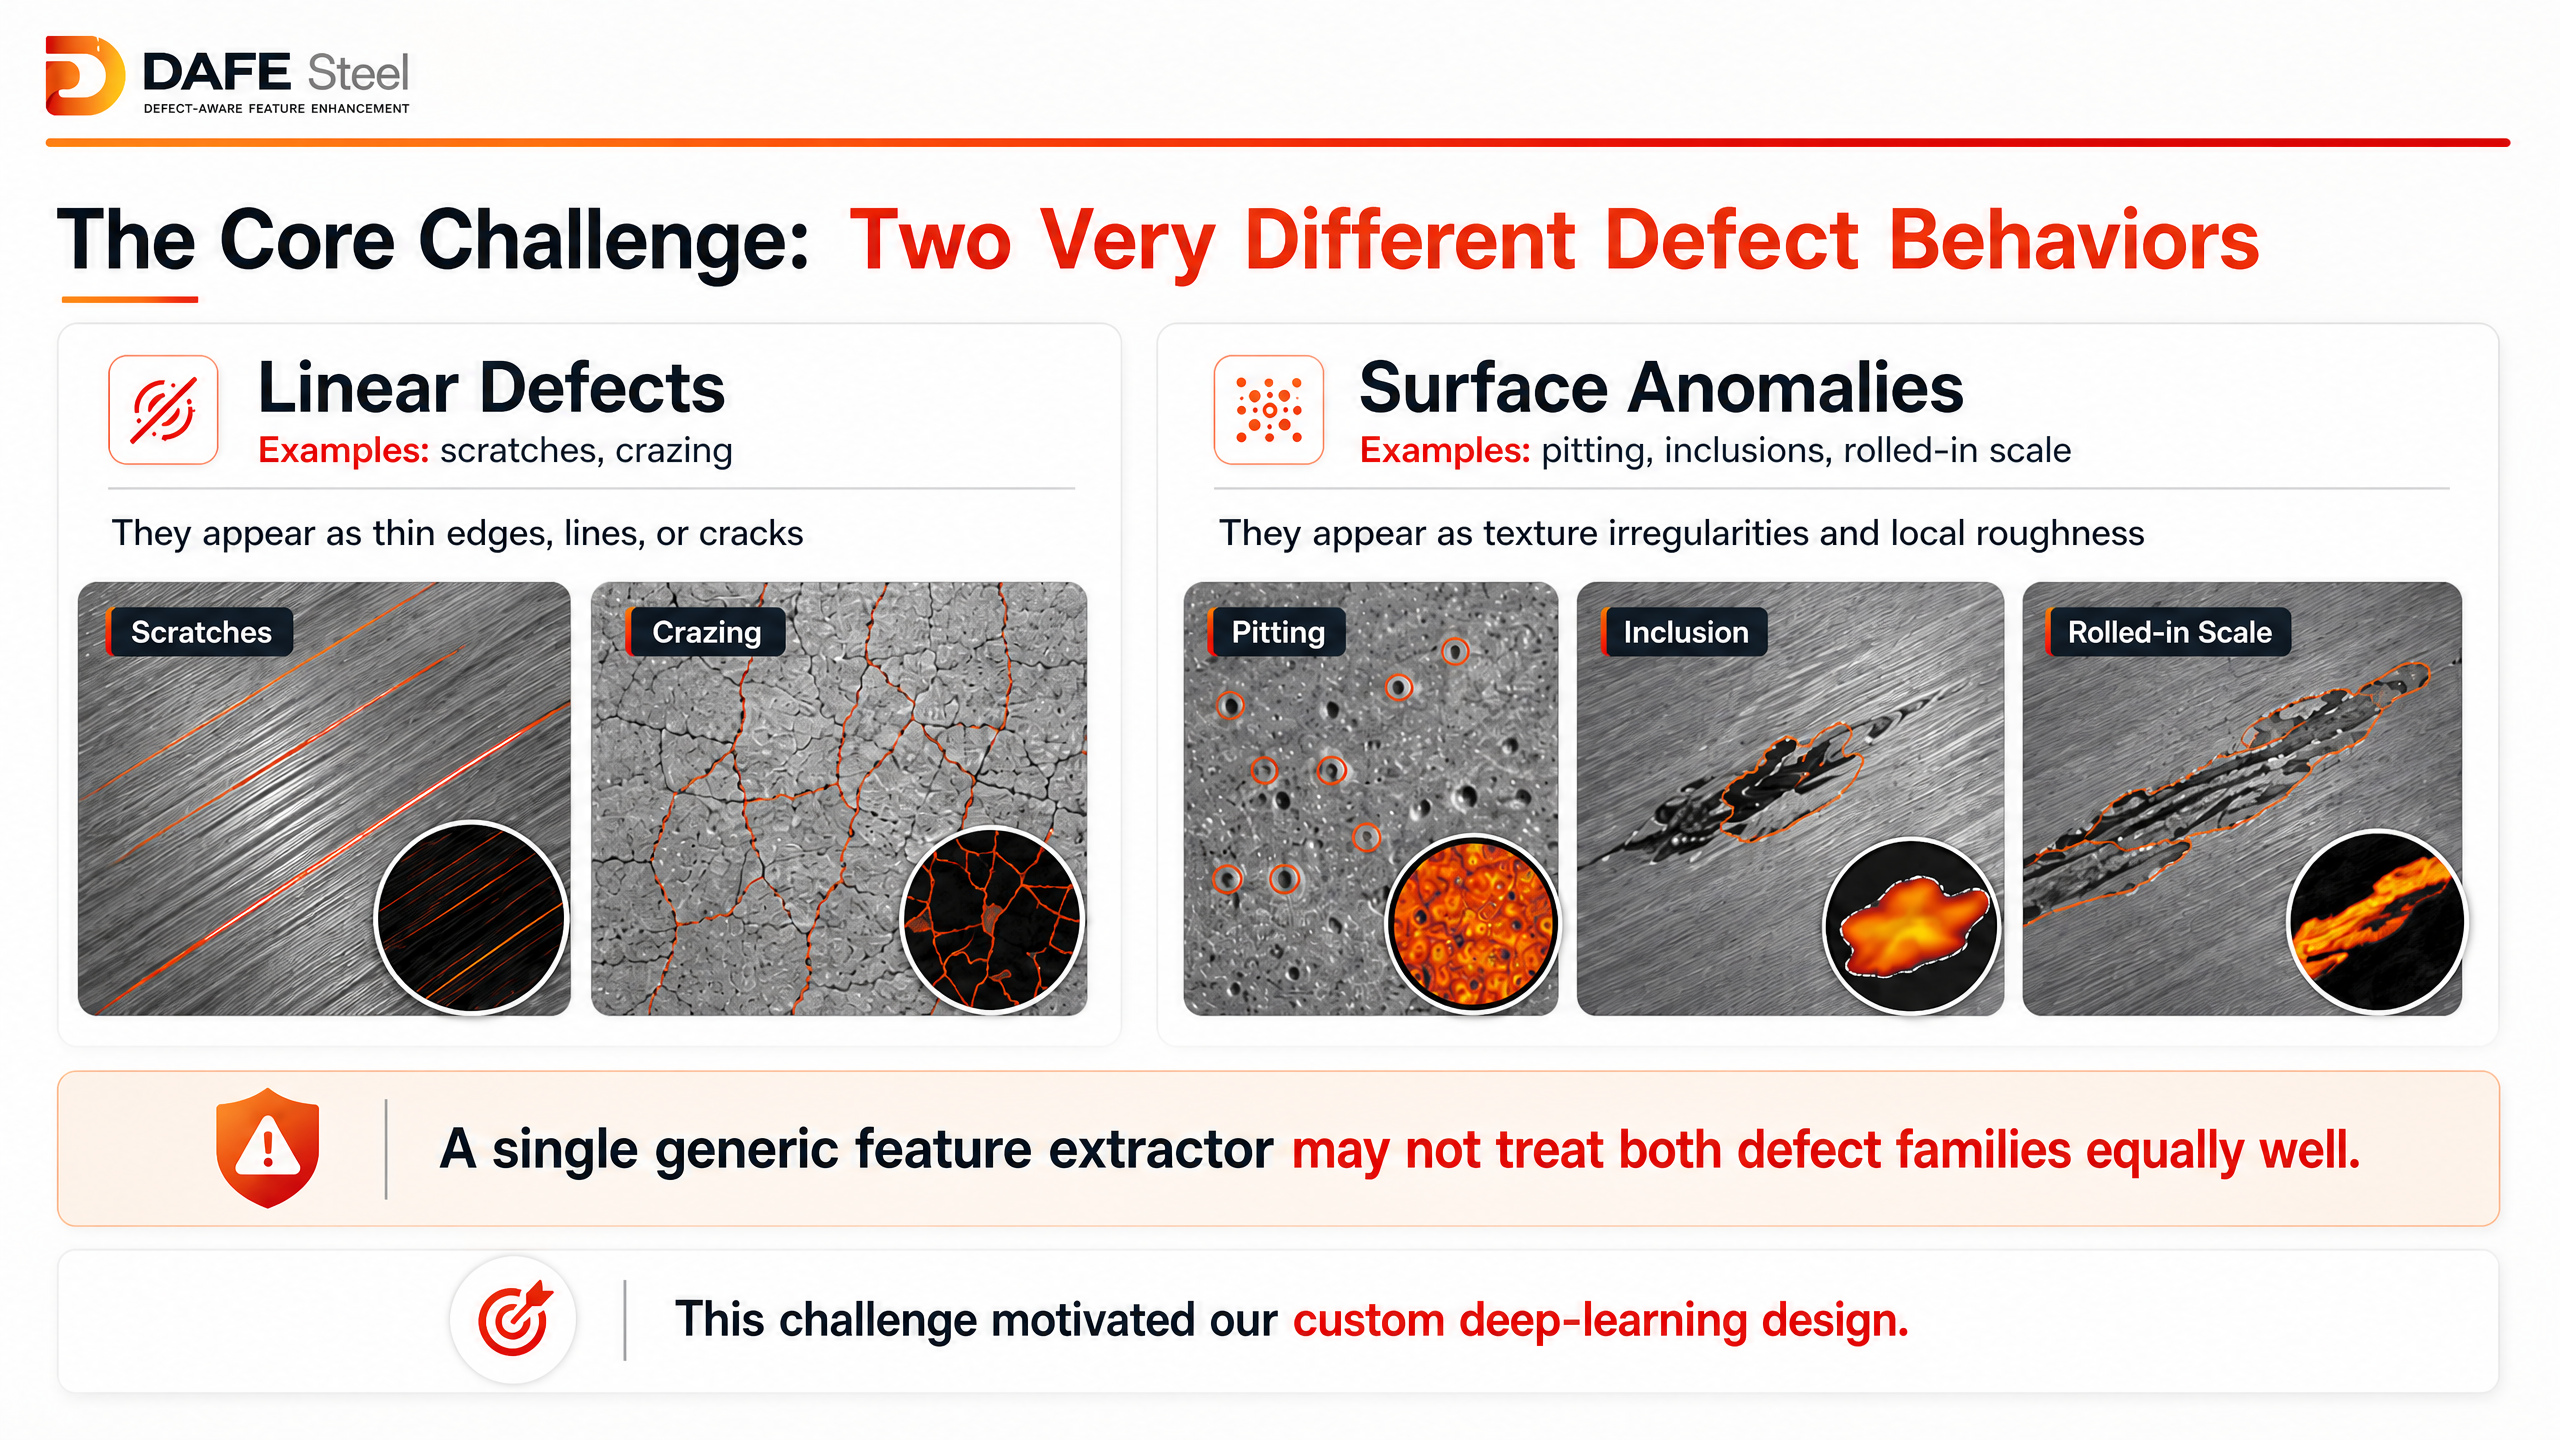 DAFE Steel
DEFECT-AWARE FEATURE ENHANCEMENT
The Core Challenge: Two Very Different Defect Behaviors
Linear Defects
Examples: scratches, crazing
They appear as thin edges, lines, or cracks
Scratches
Crazing
Surface Anomalies
Examples: pitting, inclusions, rolled-in scale
They appear as texture irregularities and local roughness
Pitting
Inclusion
Rolled-in Scale
A single generic feature extractor may not treat both defect families equally well.
This challenge motivated our custom deep-learning design.